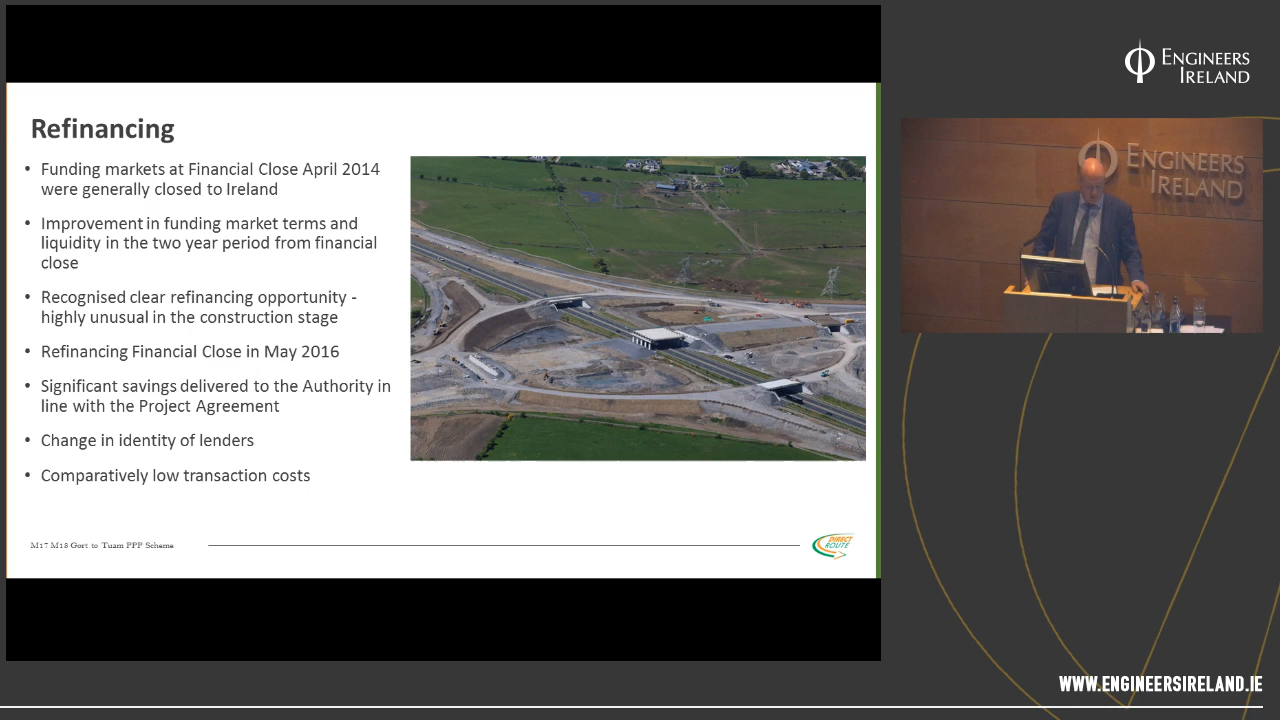 Refinancing
• Funding markets at Financial Close April 2014
were generally closed to Ireland
• Improvement in funding market terms and
liquidity in the two year period from financial
close
• Recognised clear refinancing opportunity -
highly unusual in the construction stage
• Refinancing Financial Close in May 2016
• Significant savings delivered to the Authority in
line with the Project Agreement
• Change in identity of lenders
• Comparatively low transaction costs
M17 M18 Gort to Tuam PPP Scheme
DIRECT
ROUTE
ENGINEERS
IRELAND
ENGINEERS
IRELAND
WWW.ENGINEERSIRELAND.IE